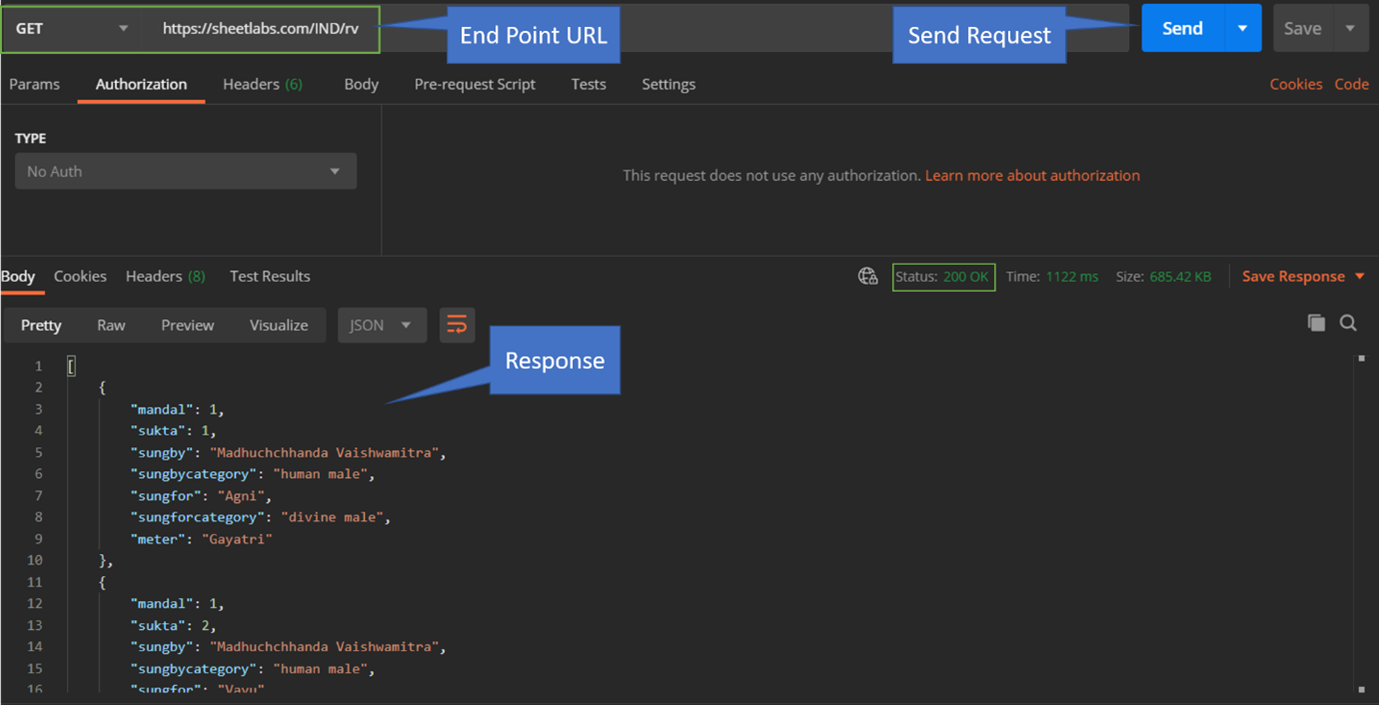 GET https://sheetlabs.com/IND/rv End Point URL Send Request Send Save
Params Authorization Headers (6) Body Pre-request Script Tests Settings Cookies Code
TYPE
No Auth
This request does not use any authorization. Learn more about authorization
Body Cookies Headers (8) Test Results Status: 200 OK Time: 1122 ms Size: 685.42 KB Save Response
Pretty Raw Preview Visualize JSON
Response
1 [
2 {
3 "mandal": 1,
4 "sukta": 1,
5 "sungby": "Madhuchchhanda Vaishwamitra",
6 "sungbycategory": "human male",
7 "sungfor": "Agni",
8 "sungforcategory": "divine male",
9 "meter": "Gayatri"
10 },
11 {
12 "mandal": 1,
13 "sukta": 2,
14 "sungby": "Madhuchchhanda Vaishwamitra",
15 "sungbycategory": "human male",
16 "sungfor": "Vayu"